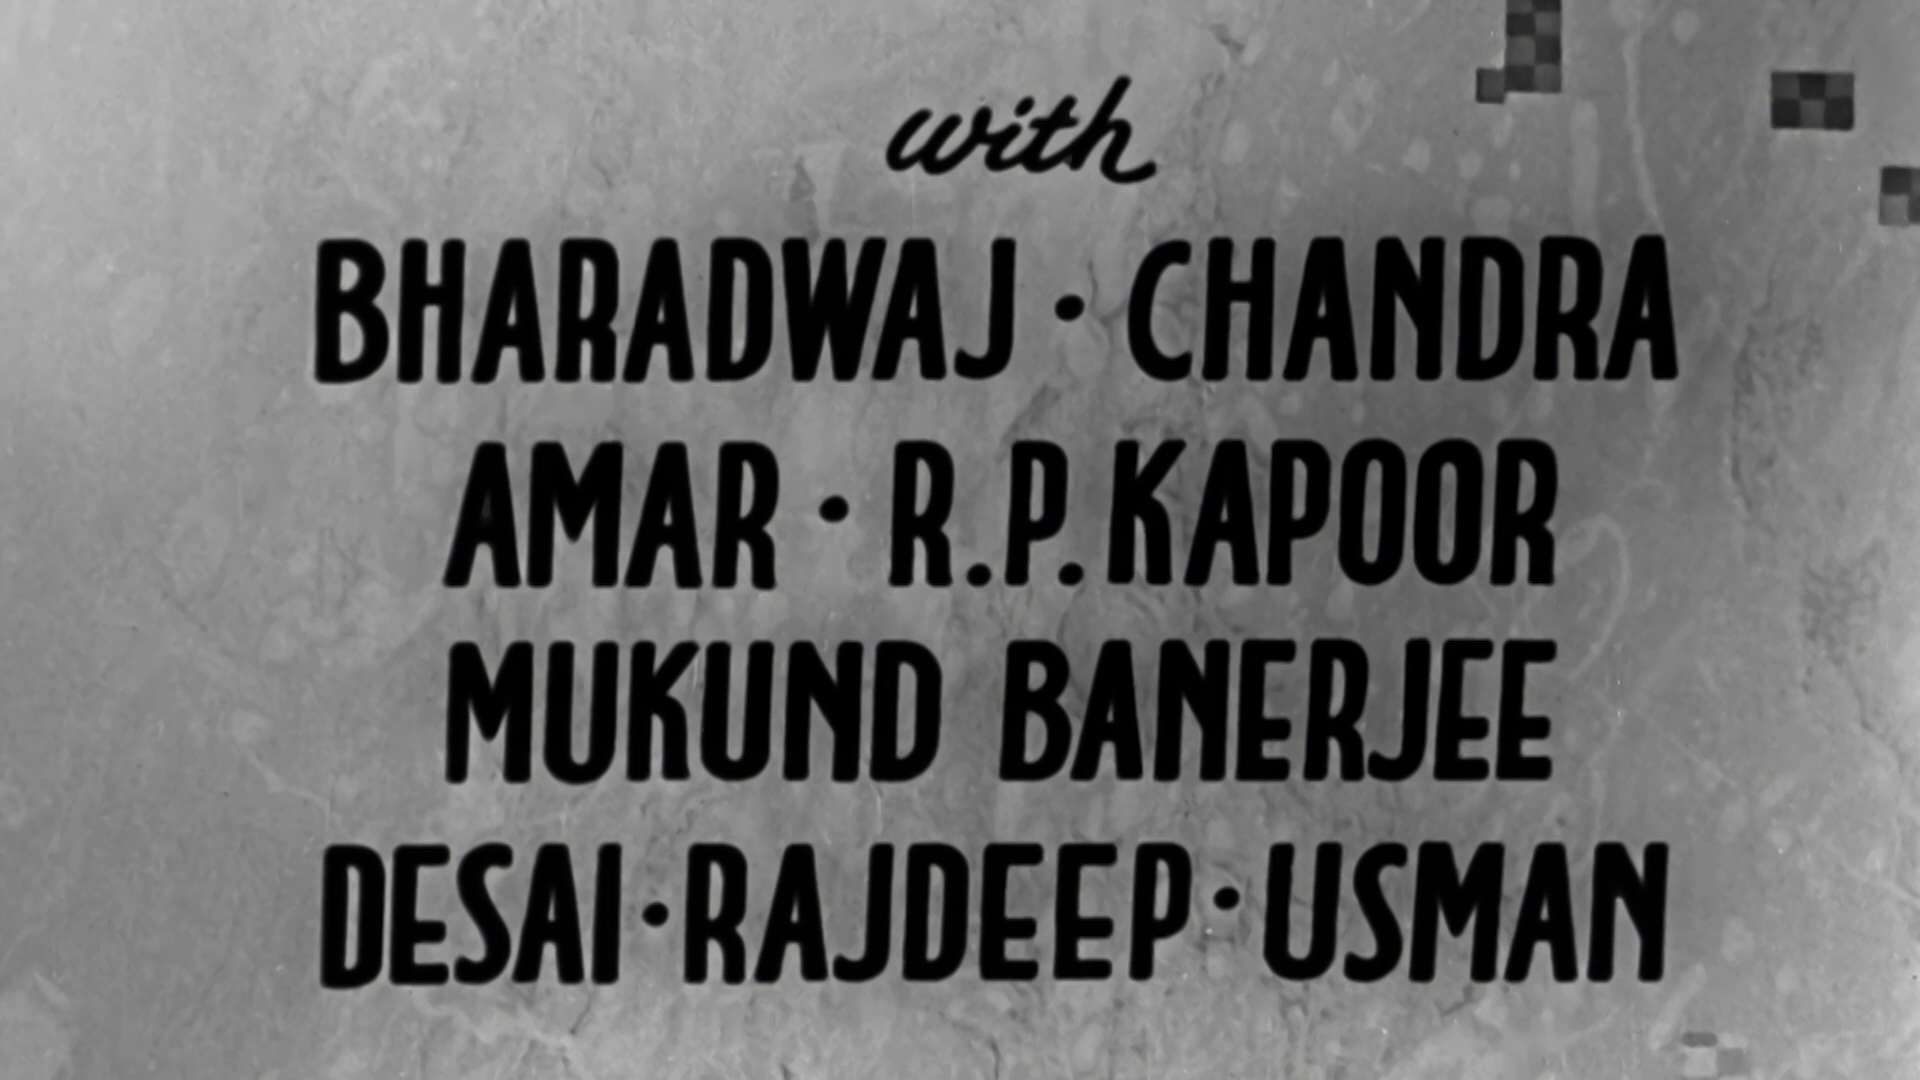 with
BHARADWAJ • CHANDRA
AMAR • R.P. KAPOOR
MUKUND BANERJEE
DESAI • RAJDEEP • USMAN